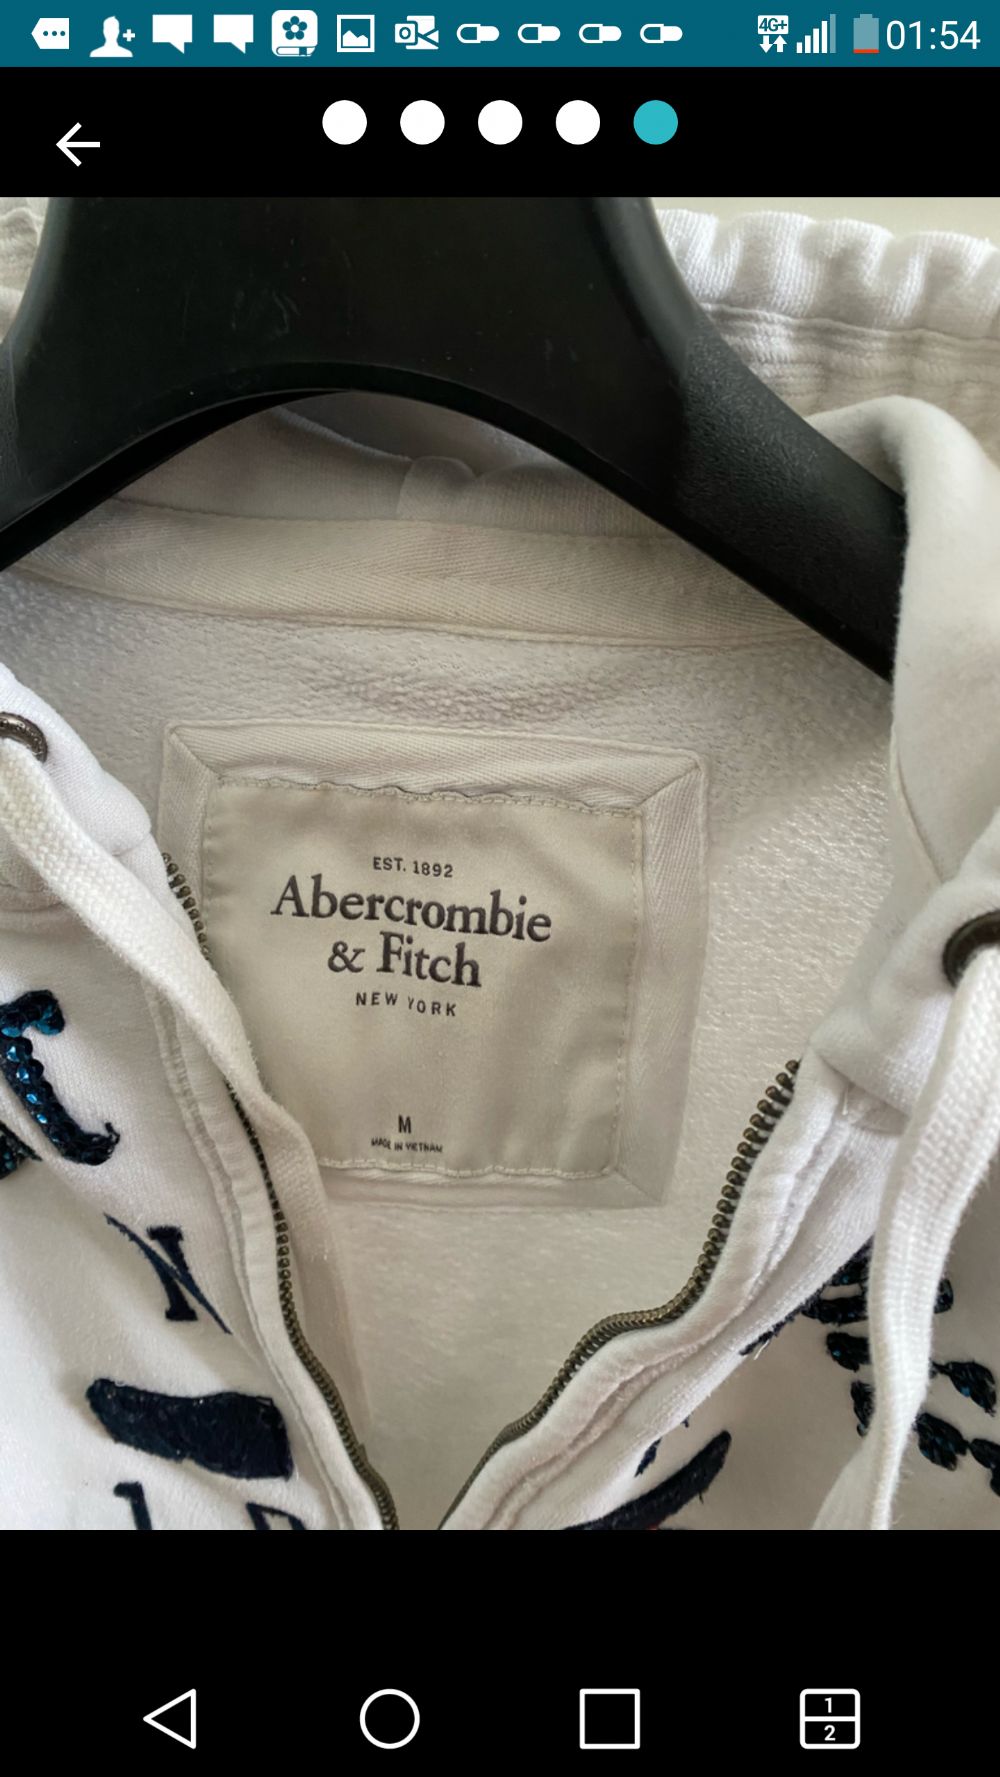 4G+ 01:54
EST. 1892
Abercrombie
& Fitch
NEW YORK
M
MADE IN VIETNAM
N
1
2